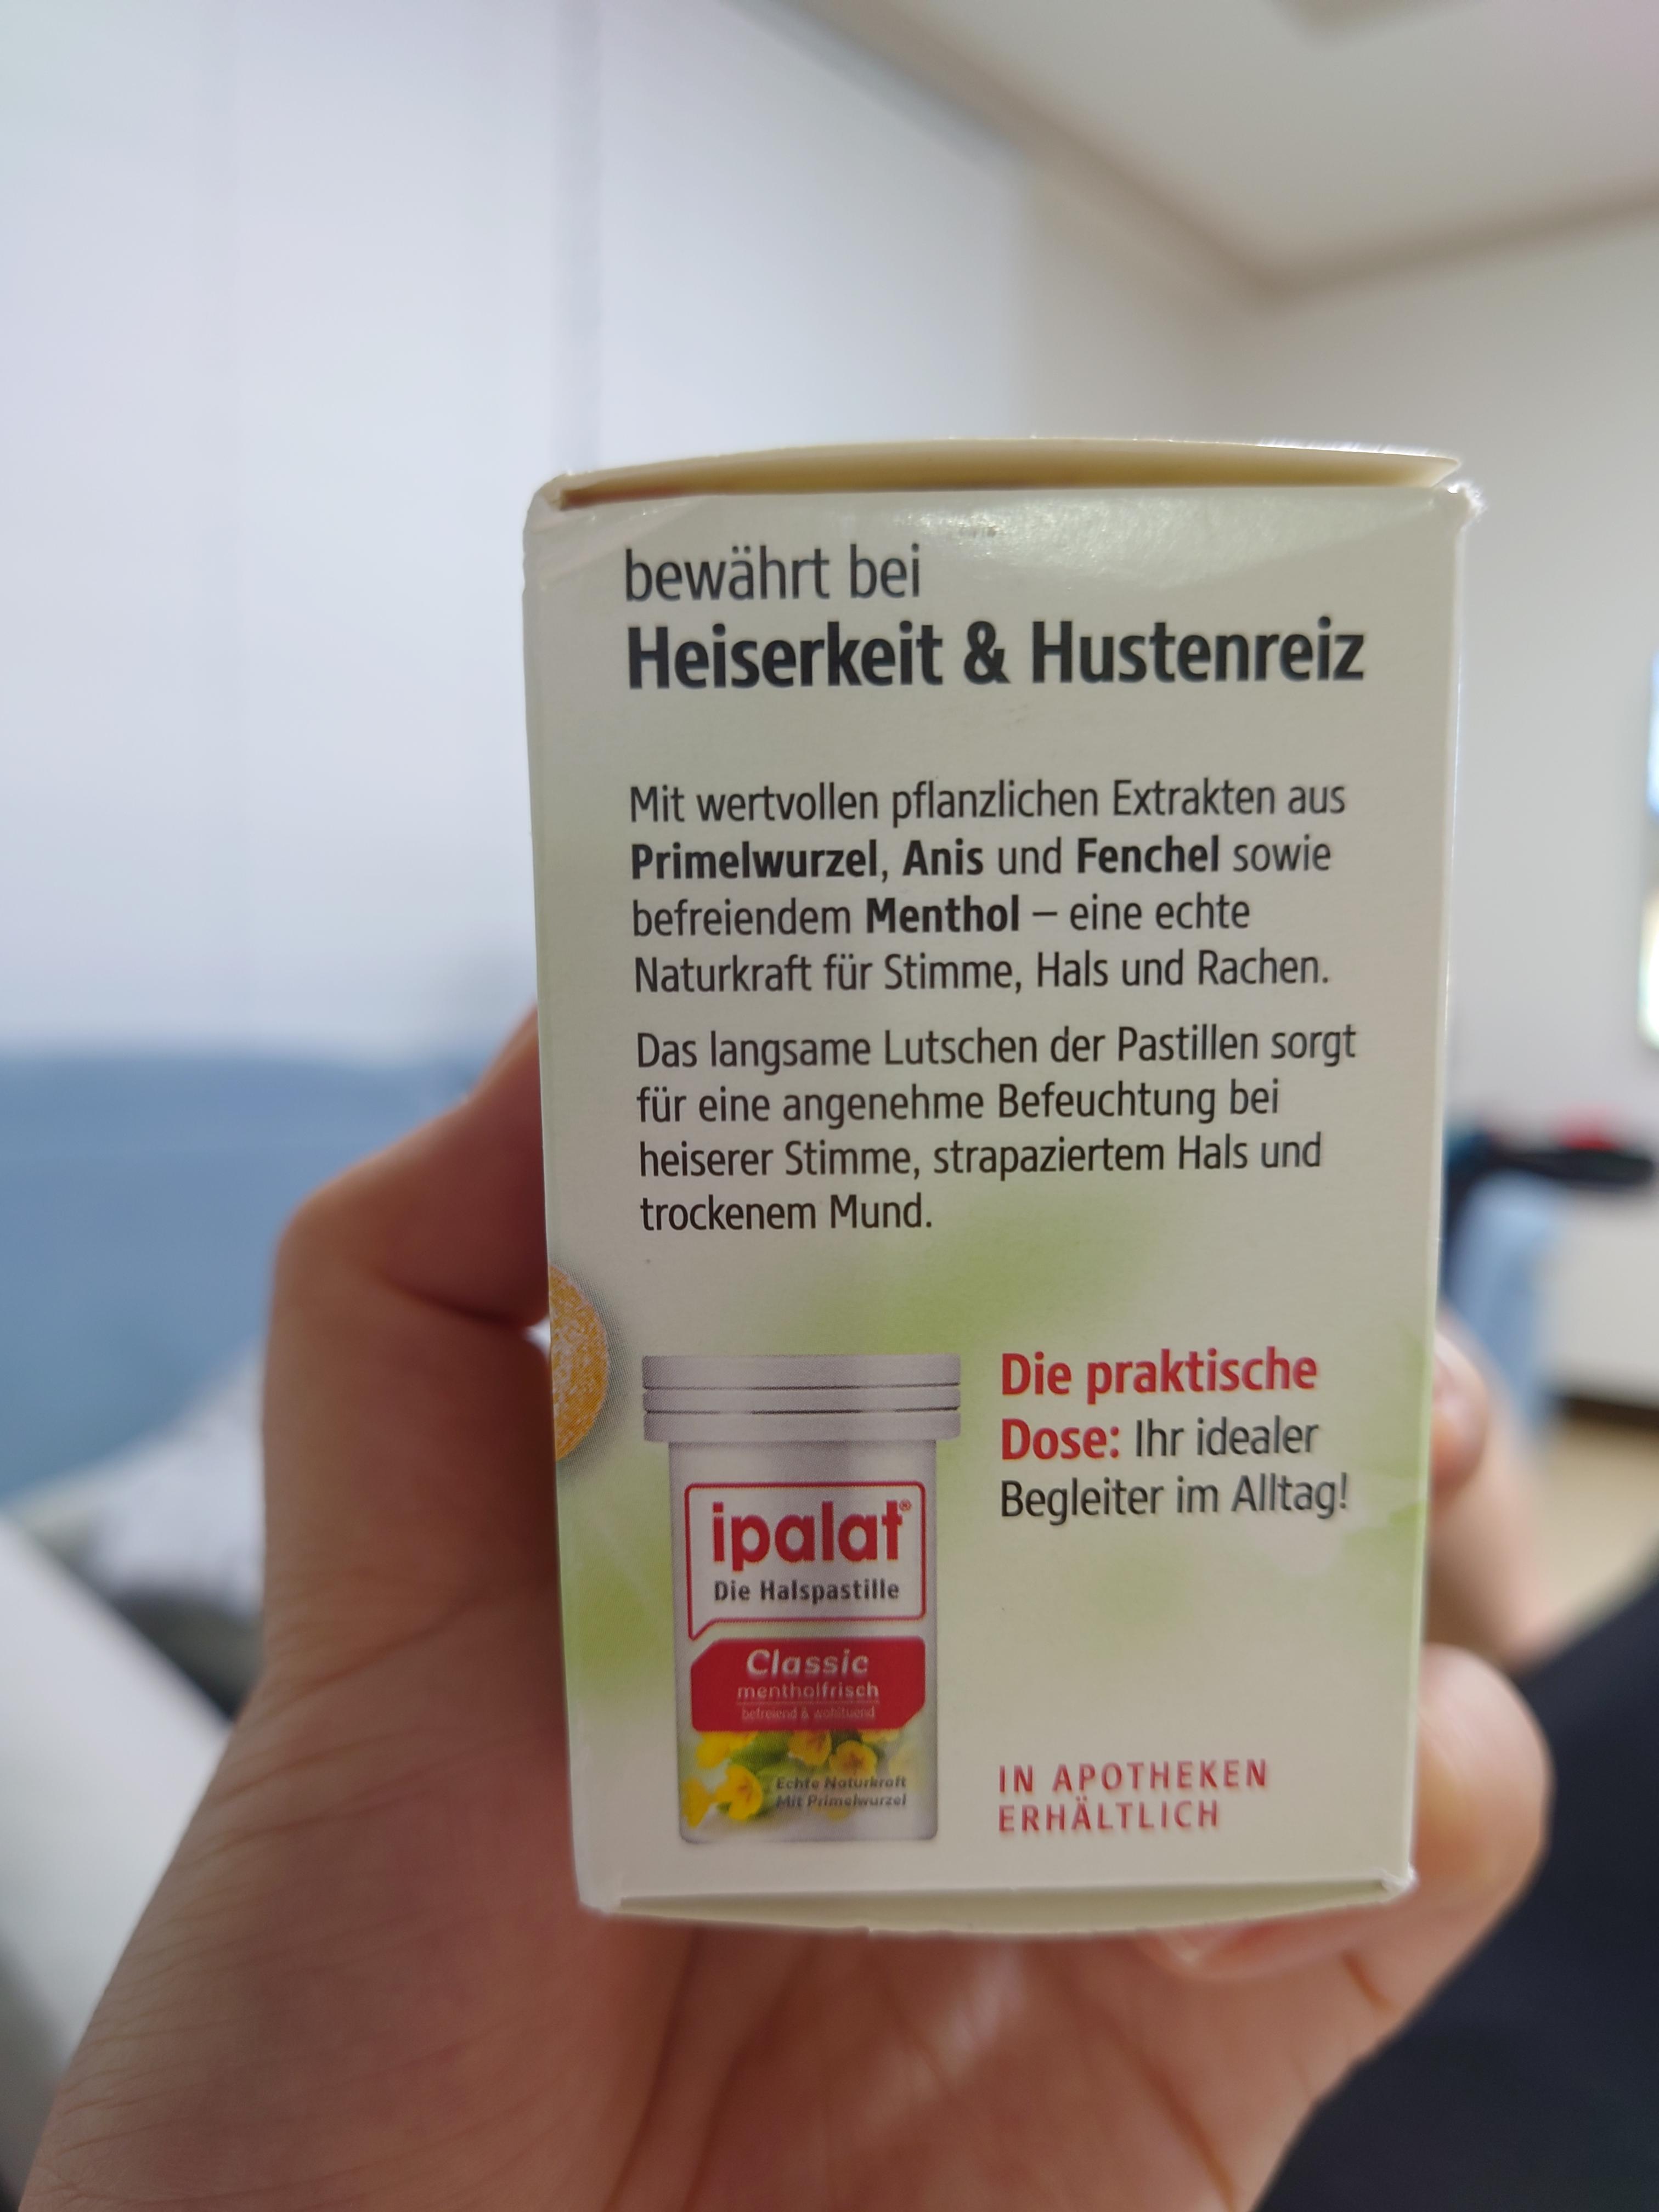 bewährt bei
Heiserkeit & Hustenreiz
Mit wertvollen pflanzlichen Extrakten aus
Primelwurzel, Anis und Fenchel sowie
befreiendem Menthol – eine echte
Naturkraft für Stimme, Hals und Rachen.
Das langsame Lutschen der Pastillen sorgt
für eine angenehme Befeuchtung bei
heiserer Stimme, strapaziertem Hals und
trockenem Mund.
Die praktische
Dose: Ihr idealer
Begleiter im Alltag!
ipalat®
Die Halspastille
Classic
mentholfrisch
befreiend & wohltuend
Echte Naturkraft
Mit Primelwurzel
IN APOTHEKEN
ERHÄLTLICH